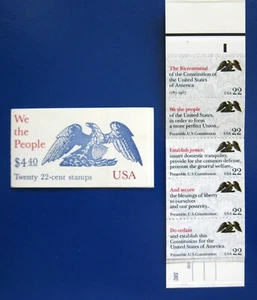 We
the
People
$4.40
Twenty 22-cent stamps
USA
The Bicentennial
of the Constitution of
the United States
of America
1787-1987
USA 22
We the people
of the United States,
in order to form
a more perfect Union...
Preamble, U.S. Constitution
USA 22
Establish justice,
insure domestic tranquility,
provide for the common defense,
promote the general welfare,
Preamble, U.S. Constitution
USA 22
And secure
the blessings of liberty
to ourselves
and our posterity...
Preamble, U.S. Constitution
USA 22
Do ordain
and establish this
Constitution for the
United States of America.
Preamble, U.S. Constitution
USA 22